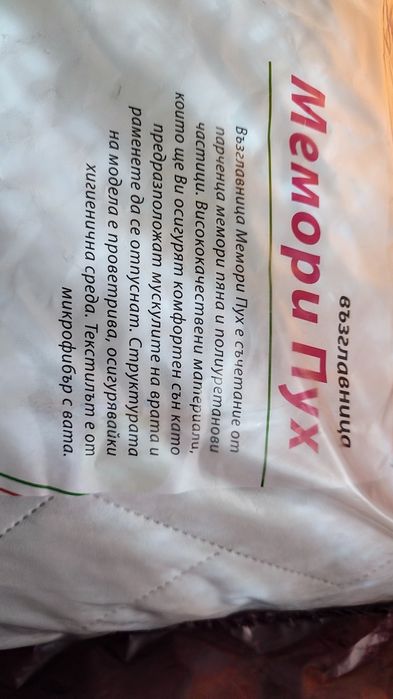 възглавница
Мемори Пух
Възглавница Мемори Пух е съчетание от
парченца мемори пяна и полиуретанови
частици. Висококачествени материали,
които ще Ви осигурят комфортен сън като
предразположат мускулите на врата и
раменете да се отпуснат. Структурата
на модела е проветрива, осигурявайки
хигиенична среда. Текстилът е от
микрофибър с вата.